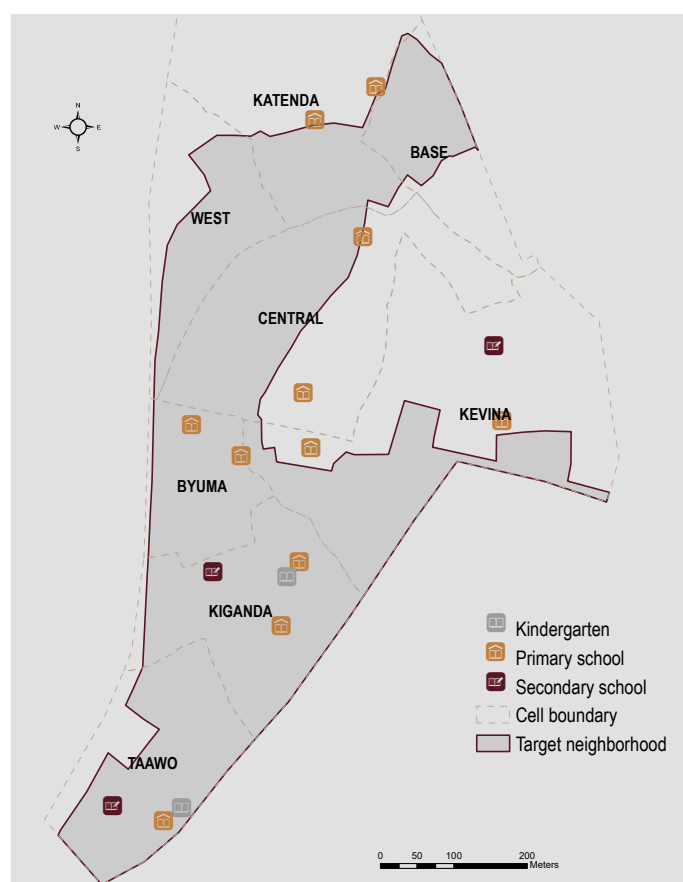 KATENDA
N
W
E
S
BASE
WEST
CENTRAL
KEVINA
BYUMA
KIGANDA
Kindergarten
Primary school
Secondary school
Cell boundary
Target neighborhood
TAAWO
0 50 100 200
Meters